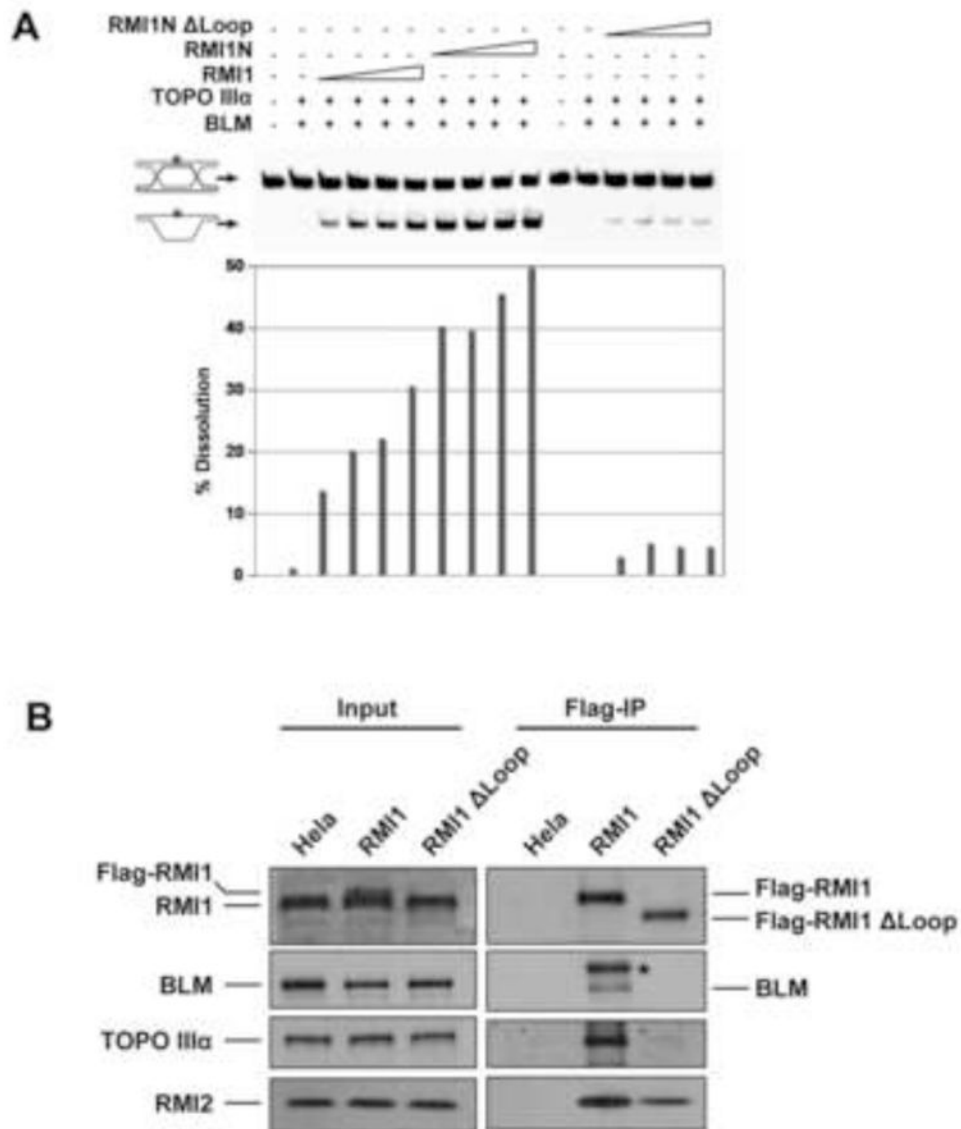 A
RMI1N ΔLoop - - - - - - - - - - - -
RMI1N - - - - - - - - - - - -
RMI1 - - - - - - - - - - - -
TOPO IIIα - + + + + + + + + + - + + + + +
BLM - + + + + + + + + + - + + + + +
50
40
30
20
10
0
% Dissolution
B
Input
Flag-IP
Hela
RMI1
RMI1 ΔLoop
Hela
RMI1
RMI1 ΔLoop
Flag-RMI1
RMI1
Flag-RMI1
Flag-RMI1 ΔLoop
BLM
*
BLM
TOPO IIIα
RMI2